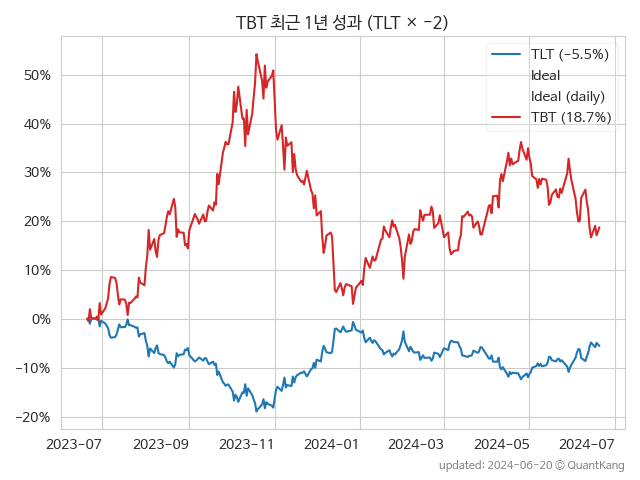 TBT 최근 1년 성과 (TLT × −2)
TLT (−5.5%)
Ideal
Ideal (daily)
TBT (18.7%)
50%
40%
30%
20%
10%
0%
−10%
−20%
2023−07
2023−09
2023−11
2024−01
2024−03
2024−05
2024−07
updated: 2024-06-20 © QuantKang